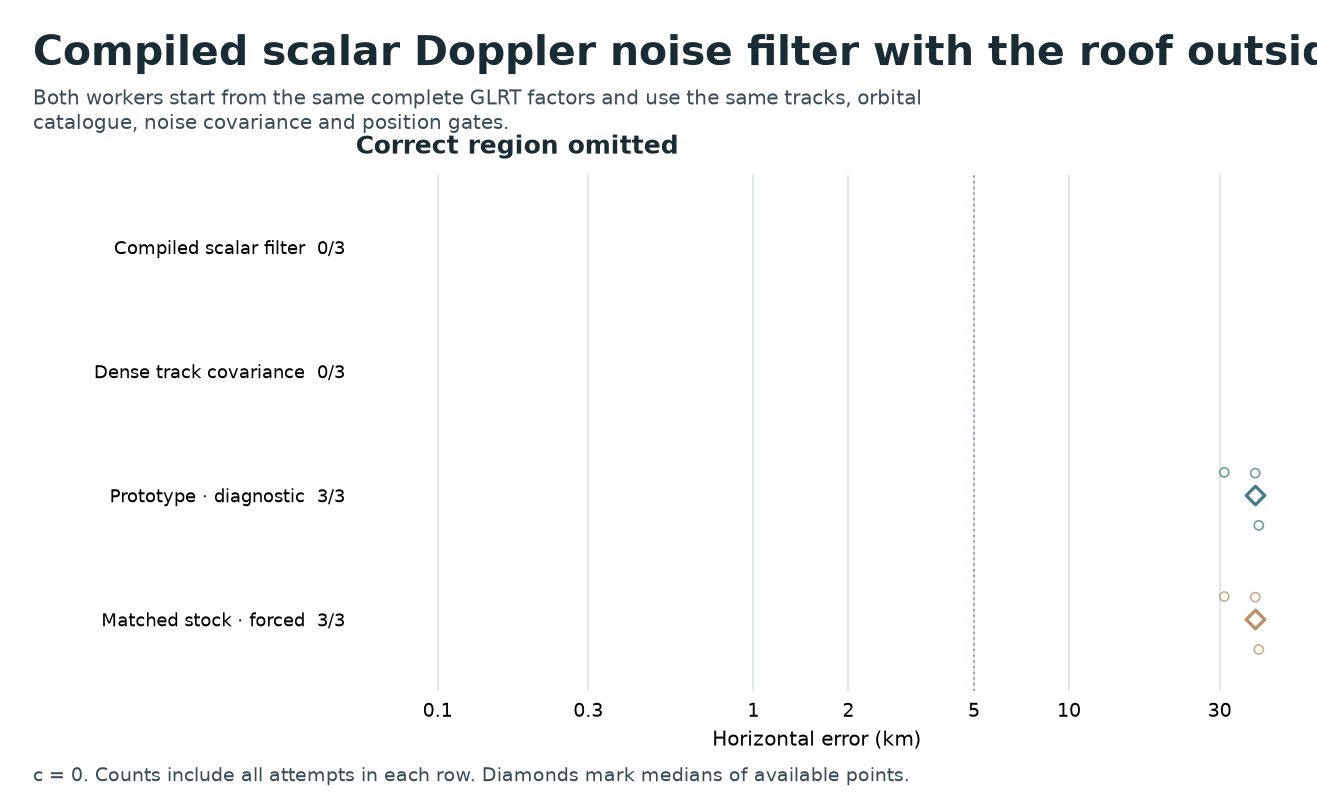 Compiled scalar Doppler noise filter with the roof outsid
Both workers start from the same complete GLRT factors and use the same tracks, orbital
catalogue, noise covariance and position gates.
Correct region omitted
Compiled scalar filter 0/3
Dense track covariance 0/3
Prototype · diagnostic 3/3
Matched stock · forced 3/3
0.1 0.3 1 2 5 10 30
Horizontal error (km)
c = 0. Counts include all attempts in each row. Diamonds mark medians of available points.